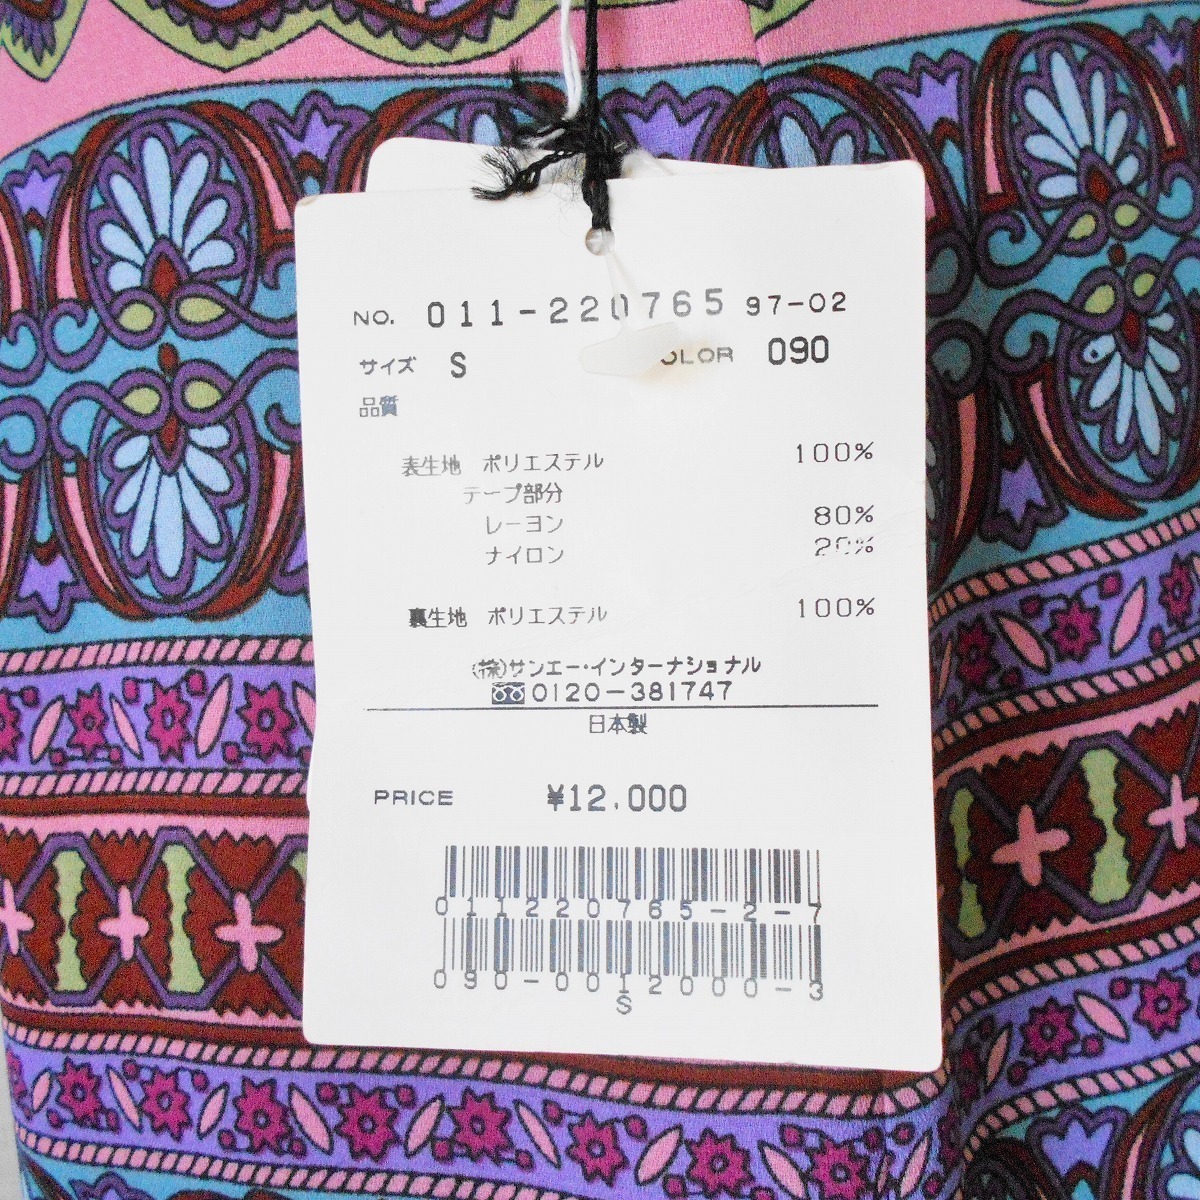 NO. 011-220765 97-02
サイズ S OLOR 090
品質
表生地 ポリエステル 100%
テープ部分
レーヨン 80%
ナイロン 20%
裏生地 ポリエステル 100%
(株)サンエー・インターナショナル
0120-381747
日本製
PRICE ¥12,000
011220765-2-7
090-0012000-3
S